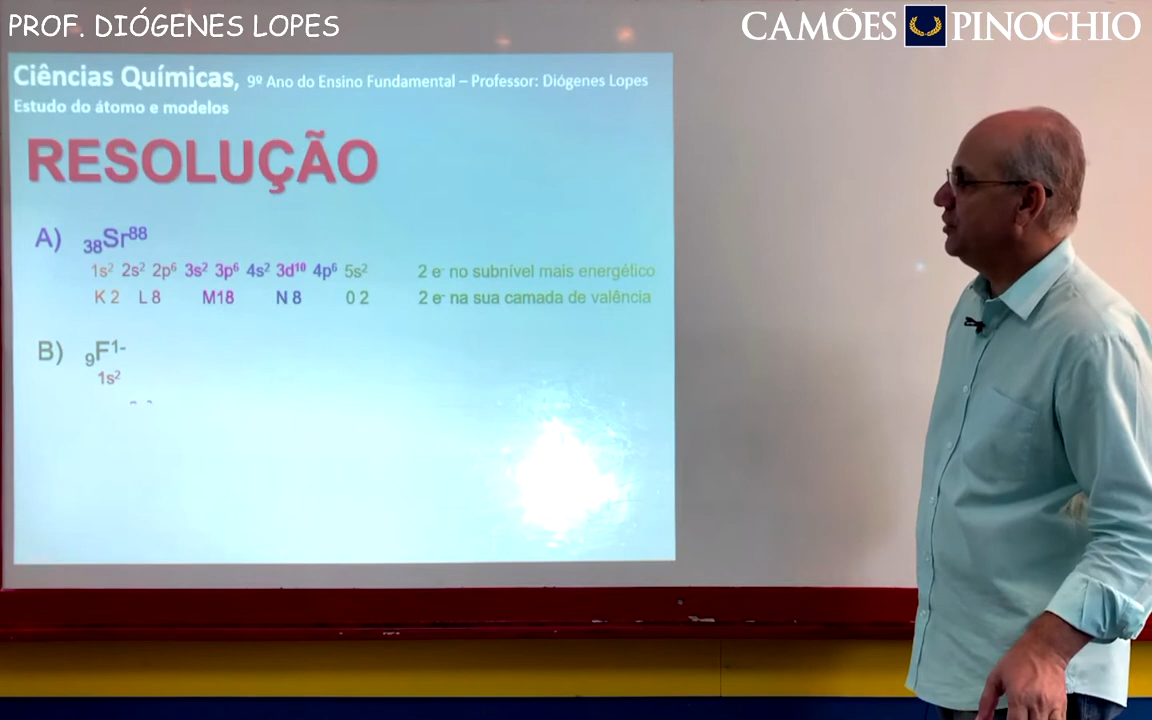 PROF. DIÓGENES LOPES
CAMÕES PINOCHIO
Ciências Químicas, 9º Ano do Ensino Fundamental – Professor: Diógenes Lopes
Estudo do átomo e modelos
RESOLUÇÃO
A) ₃₈Sr⁸⁸
1s² 2s² 2p⁶ 3s² 3p⁶ 4s² 3d¹⁰ 4p⁶ 5s² 2 e⁻ no subnível mais energético
K 2 L 8 M18 N 8 0 2 2 e⁻ na sua camada de valência
B) ₉F¹⁻
1s²